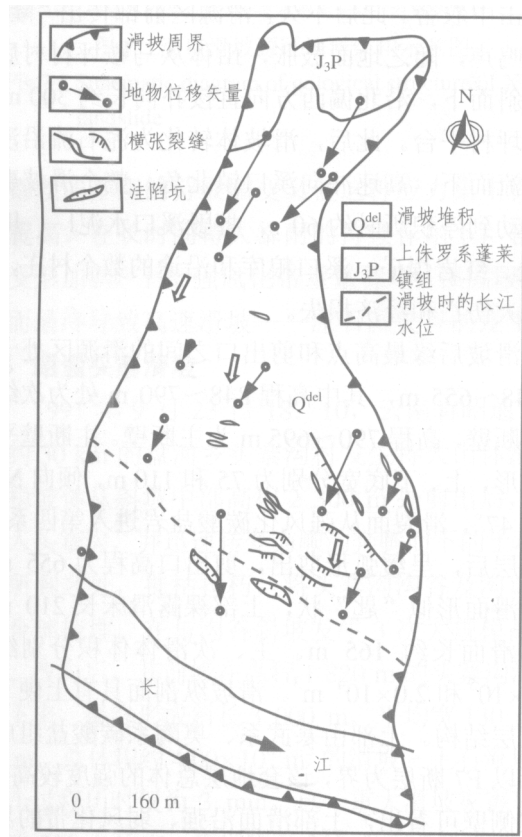 滑坡周界
地物位移矢量
横张裂缝
洼陷坑
J₃P
N
Qᵈᵉˡ 滑坡堆积
J₃P 上侏罗系蓬莱镇组
滑坡时的长江水位
Qᵈᵉˡ
长
江
0 160 m